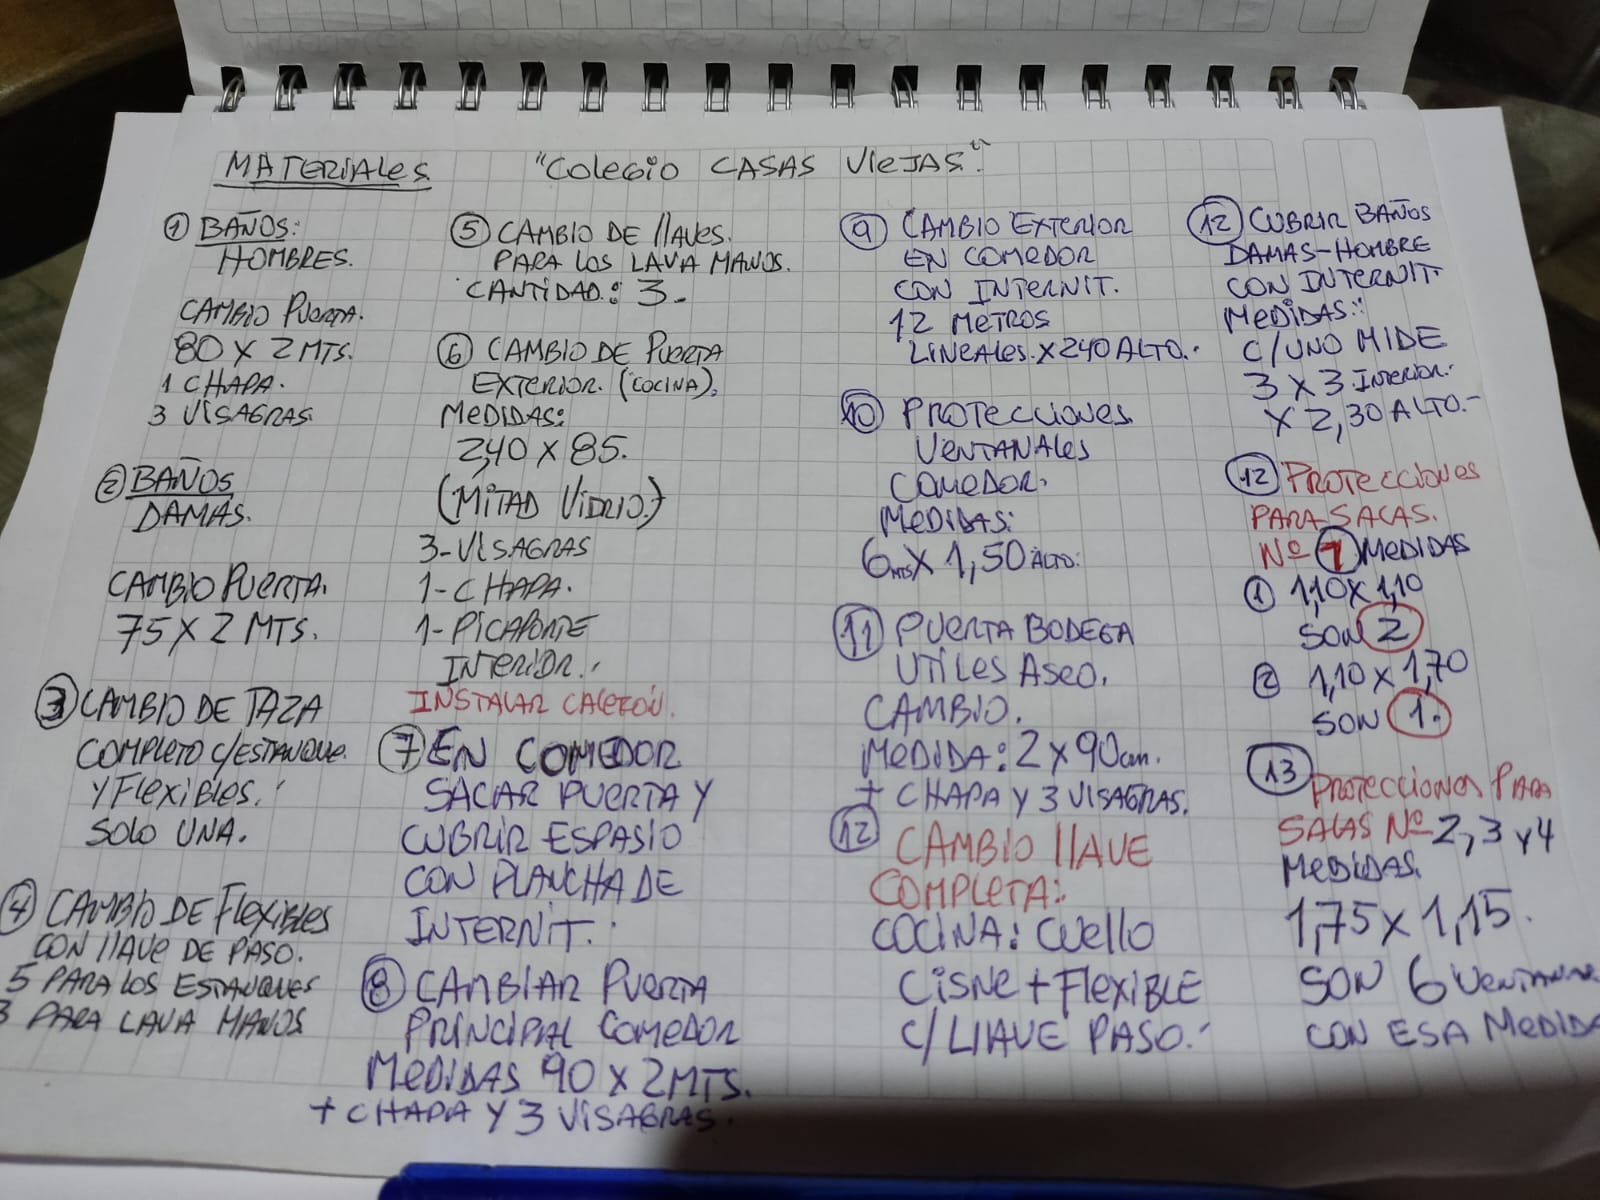 MATERIALES "COLEGIO CASAS VIEJAS."
① BAÑOS:
HOMBRES.
CAMBIO PUERTA.
80 X 2 MTS.
1 CHAPA.
3 VISAGRAS
② BAÑOS
DAMAS.
CAMBIO PUERTA.
75 X 2 MTS.
③ CAMBIO DE TAZA
COMPLETO C/ESTANQUE.
Y FLEXIBLES.
SOLO UNA.
④ CAMBIO DE FLEXIBLES
CON LLAVE DE PASO.
5 PARA LOS ESTANQUES
3 PARA LAVA MANOS
⑤ CAMBIO DE LLAVES.
PARA LOS LAVA MANOS.
CANTIDAD: 3.-
⑥ CAMBIO DE PUERTA
EXTERIOR. (COCINA).
MEDIDAS:
2,40 X 85.
(MITAD VIDRIO.)
3-VISAGRAS
1-CHAPA.
1-PICAPORTE
INTERIOR.
INSTALAR CALEFÓN.
⑦ EN COMEDOR
SACAR PUERTA Y
CUBRIR ESPASIO
CON PLANCHA DE
INTERNIT.
⑧ CAMBIAR PUERTA
PRINCIPAL COMEDOR
MEDIDAS 90 X 2 MTS.
+ CHAPA Y 3 VISAGRAS.
⑨ CAMBIO EXTERIOR
EN COMEDOR
CON INTERNIT.
12 METROS
LINEALES. X 240 ALTO.-
⑩ PROTECCIONES
VENTANALES
COMEDOR.
MEDIDAS:
6 MTS X 1,50 ALTO.
⑪ PUERTA BODEGA
UTILES ASEO.
CAMBIO.
MEDIDA: 2 X 90 cm.
+ CHAPA Y 3 VISAGRAS.
⑫ CAMBIO LLAVE
COMPLETA:
COCINA: CUELLO
CISNE + FLEXIBLE
C/LLAVE PASO.-
⑫ CUBRIR BAÑOS
DAMAS-HOMBRE
CON INTERNIT
MEDIDAS:
C/UNO MIDE
3 X 3 INTERIOR.
X 2,30 ALTO.-
⑫ PROTECCIONES
PARA SALAS.
Nº 1 MEDIDAS
① 1,10 X 1,10
SON 2
② 1,10 X 1,70
SON 1.
⑬ PROTECCIONES PARA
SALAS Nº 2, 3 Y 4
MEDIDAS.
1,75 X 1,15.
SON 6 VENTANAS
CON ESA MEDIDA